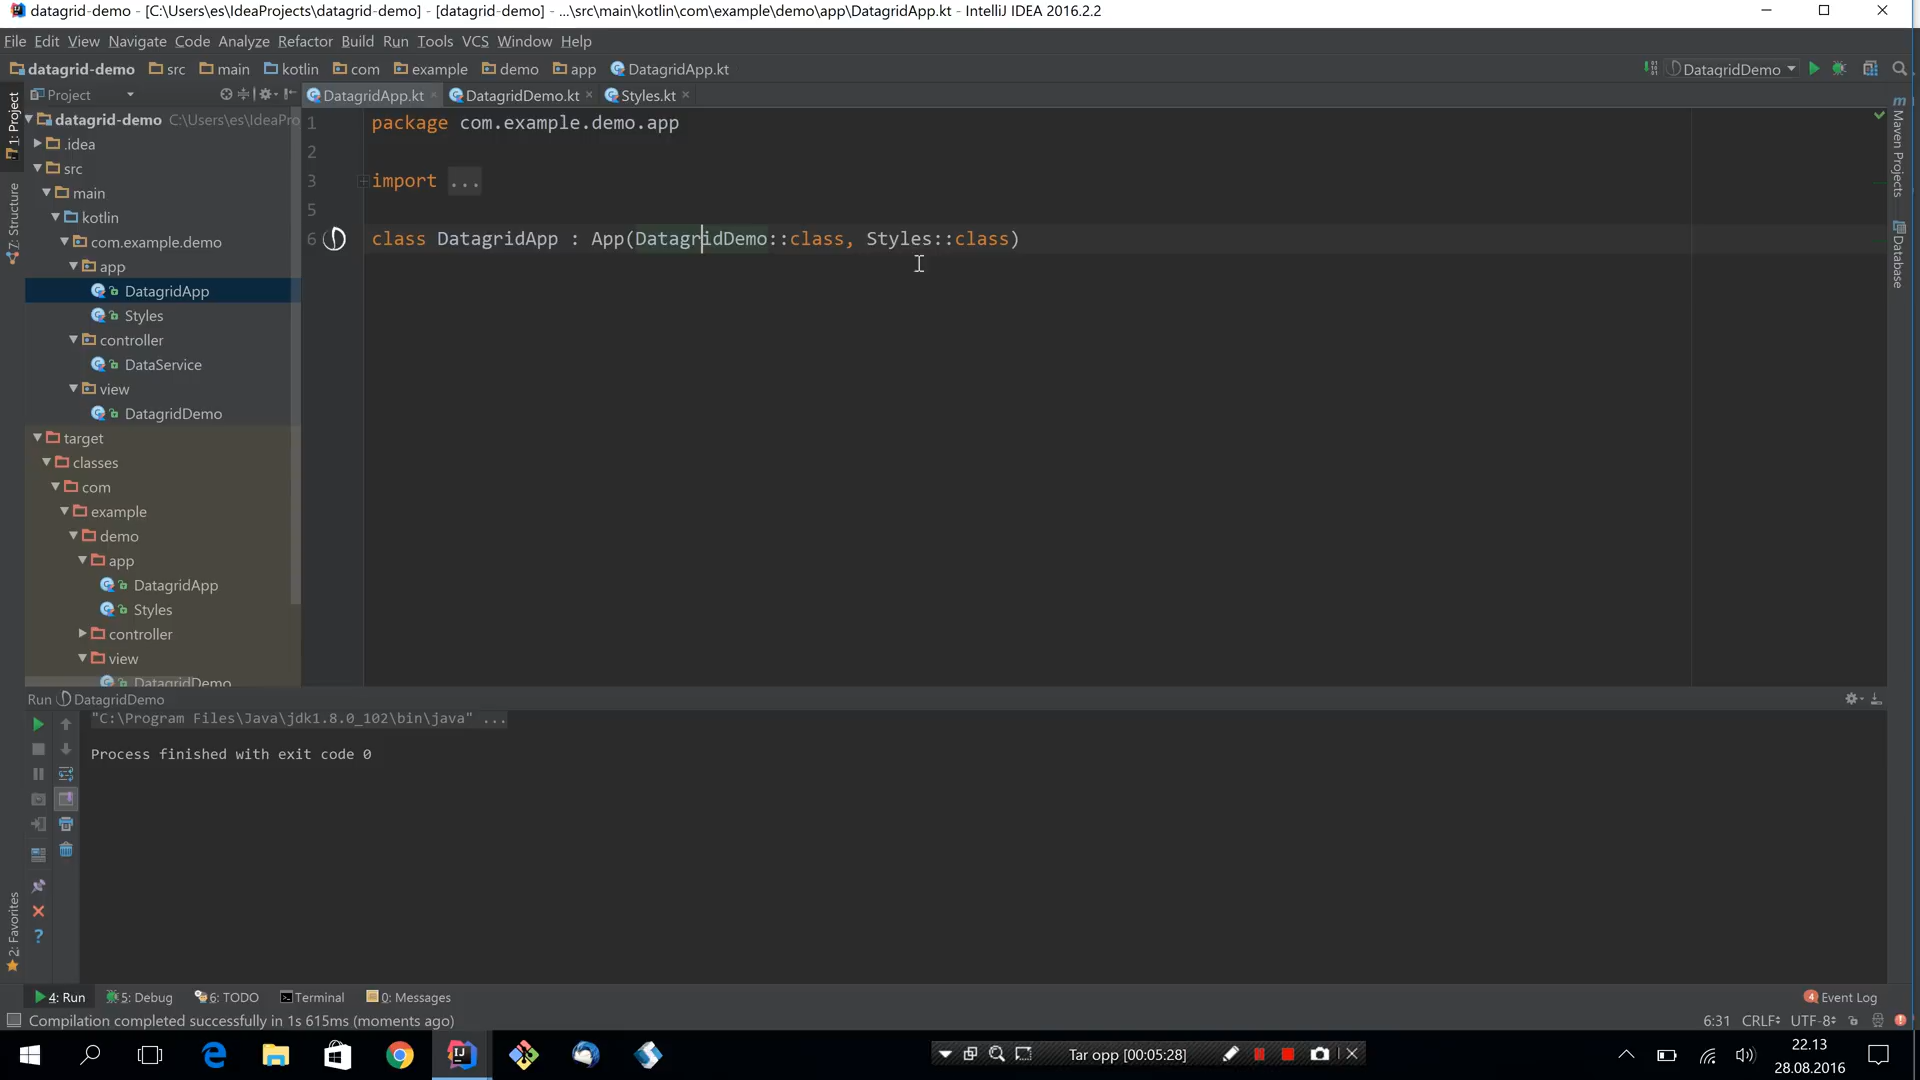 datagrid-demo - [C:\Users\es\IdeaProjects\datagrid-demo] - [datagrid-demo] - ...\src\main\kotlin\com\example\demo\app\DatagridApp.kt - IntelliJ IDEA 2016.2.2
File Edit View Navigate Code Analyze Refactor Build Run Tools VCS Window Help
datagrid-demo src main kotlin com example demo app DatagridApp.kt DatagridDemo
Project DatagridApp.kt DatagridDemo.kt Styles.kt
1: Project
7: Structure
2: Favorites
Maven Projects
Database
datagrid-demo C:\Users\es\IdeaPro
.idea
src
main
kotlin
com.example.demo
app
DatagridApp
Styles
controller
DataService
view
DatagridDemo
target
classes
com
example
demo
app
DatagridApp
Styles
controller
view
DatagridDemo
1 package com.example.demo.app
2
3 import ...
5
6 class DatagridApp : App(DatagridDemo::class, Styles::class)
Run DatagridDemo
"C:\Program Files\Java\jdk1.8.0_102\bin\java" ...
Process finished with exit code 0
4: Run 5: Debug 6: TODO Terminal 0: Messages 4 Event Log
Compilation completed successfully in 1s 615ms (moments ago) 6:31 CRLF UTF-8
Tar opp [00:05:28]
22.13
28.08.2016